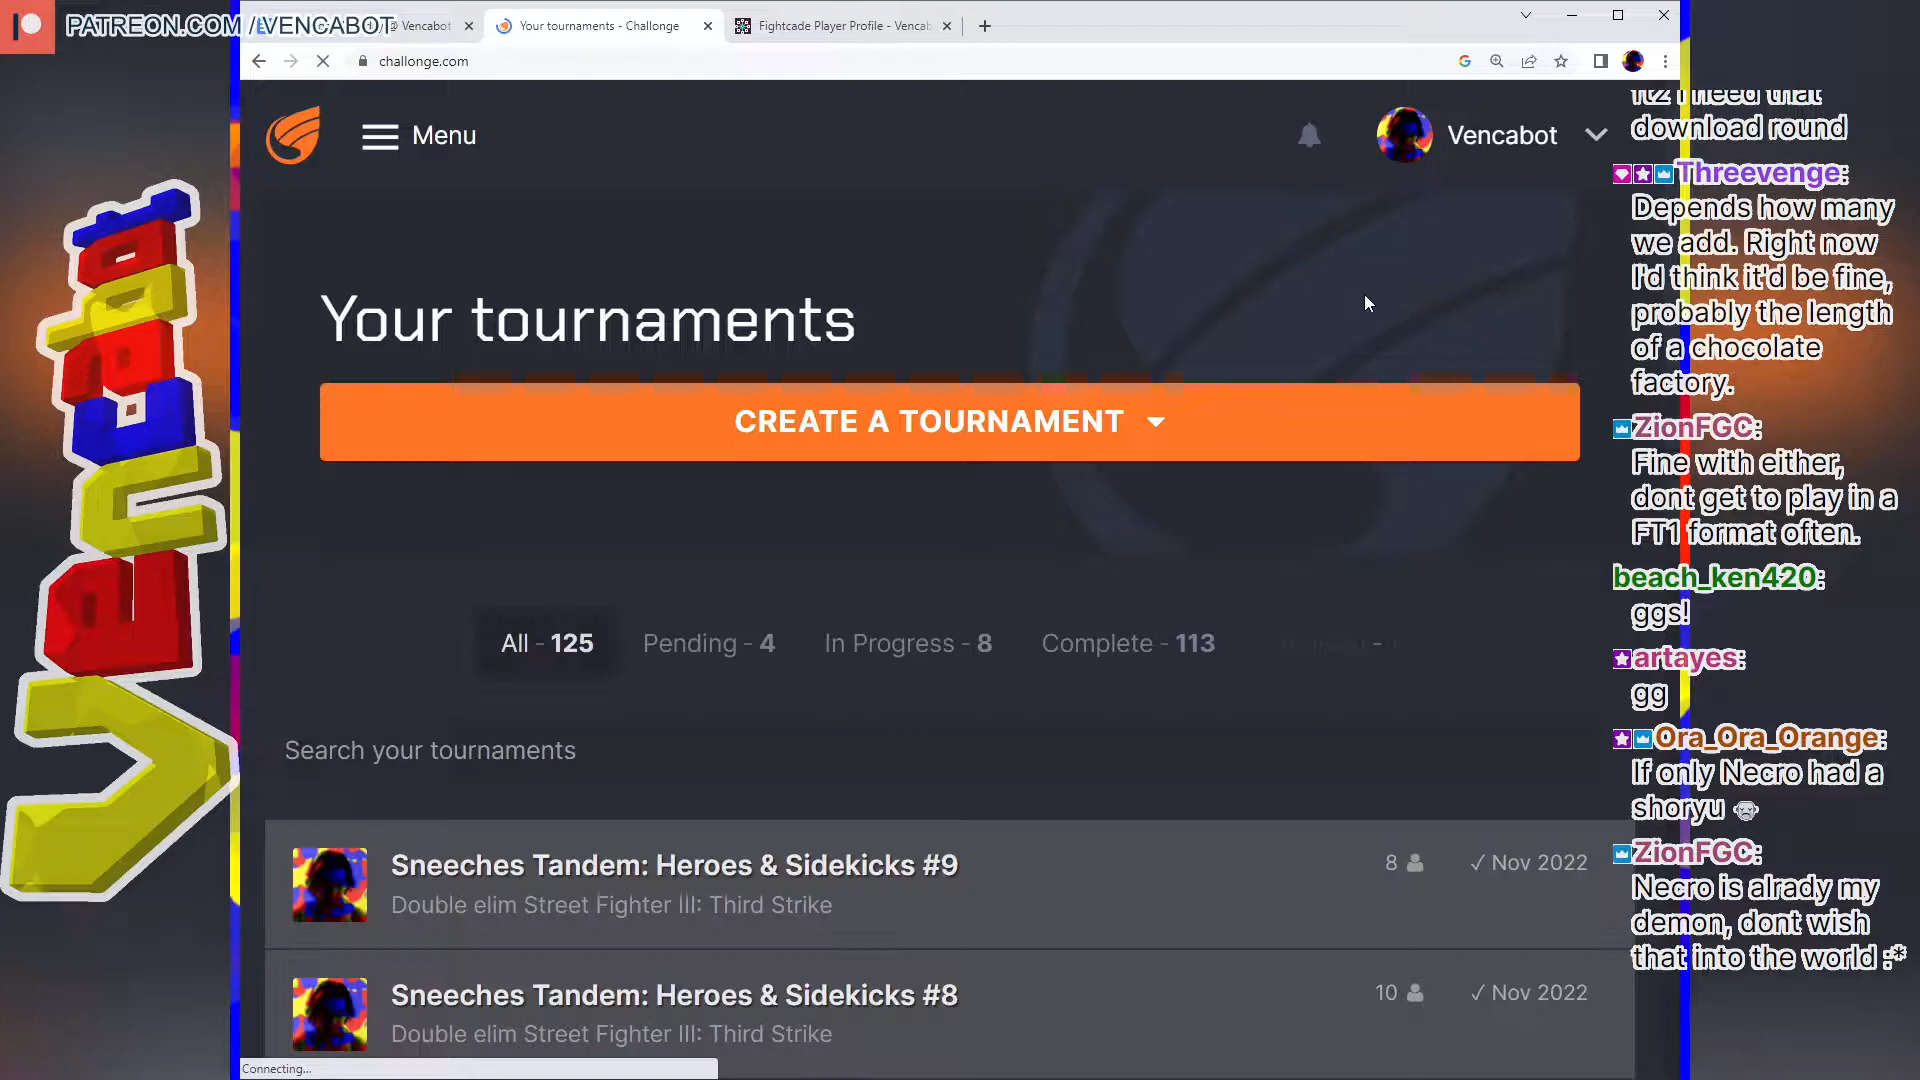 PATREON.COM/VENCABOT
@ Vencabot
Your tournaments - Challonge
Fightcade Player Profile - Vencab
challonge.com
Menu
Vencabot
Your tournaments
CREATE A TOURNAMENT
All - 125
Pending - 4
In Progress - 8
Complete - 113
Search your tournaments
Sneeches Tandem: Heroes & Sidekicks #9
8
✓ Nov 2022
Double elim Street Fighter III: Third Strike
Sneeches Tandem: Heroes & Sidekicks #8
10
✓ Nov 2022
Double elim Street Fighter III: Third Strike
Connecting...
Vencabot
ft2 I need that
download round
Threevenge:
Depends how many
we add. Right now
I'd think it'd be fine,
probably the length
of a chocolate
factory.
ZionFGC:
Fine with either,
dont get to play in a
FT1 format often.
beach_ken420:
ggs!
artayes:
gg
Ora_Ora_Orange:
If only Necro had a
shoryu
ZionFGC:
Necro is alrady my
demon, dont wish
that into the world :*